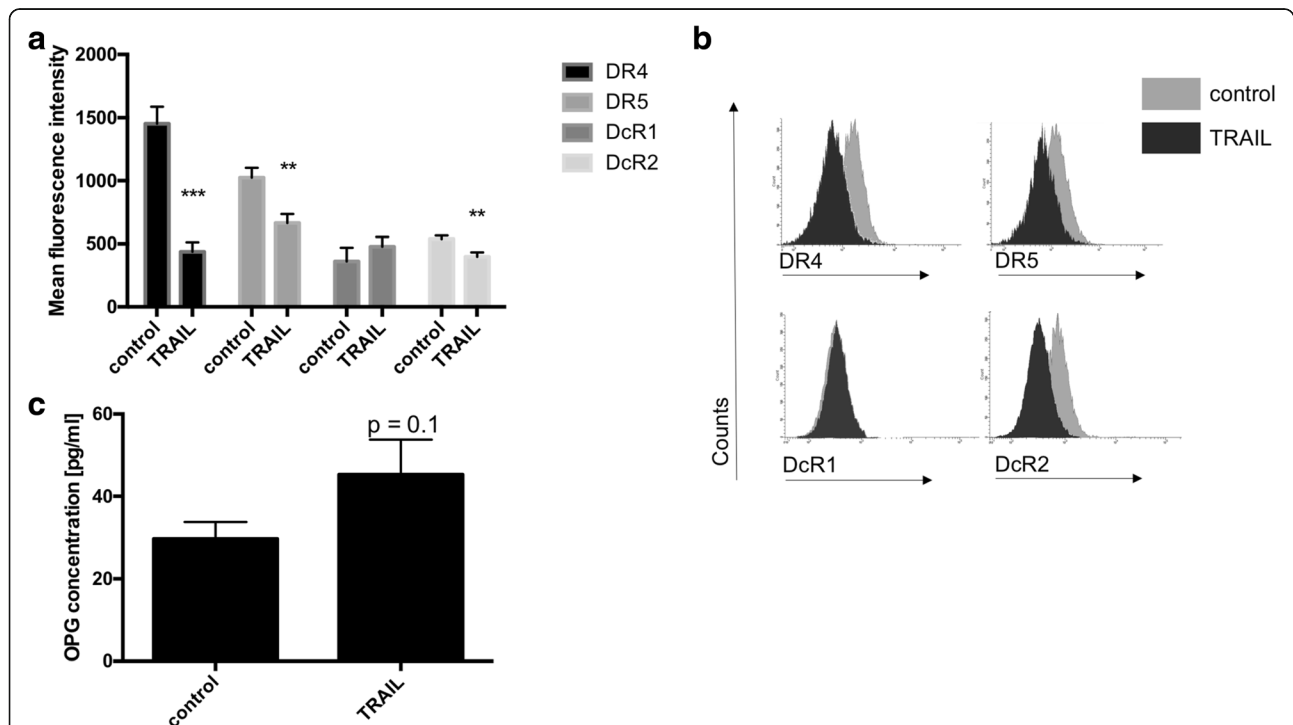 a
Mean fluorescence intensity
2000
1500
1000
500
0
***
**
**
control
TRAIL
control
TRAIL
control
TRAIL
control
TRAIL
DR4
DR5
DcR1
DcR2
b
control
TRAIL
Counts
DR4
DR5
DcR1
DcR2
c
OPG concentration [pg/ml]
60
40
20
0
p = 0.1
control
TRAIL